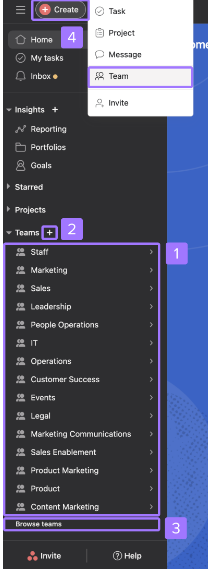 Create
Task
Project
Message
Team
Invite
4
Home
ome
My tasks
Inbox
Insights +
Reporting
Portfolios
Goals
Starred
Projects
Teams +
2
1
Staff
Marketing
Sales
Leadership
People Operations
IT
Operations
Customer Success
Events
Legal
Marketing Communications
Sales Enablement
Product Marketing
Product
Content Marketing
Browse teams
3
Invite
Help